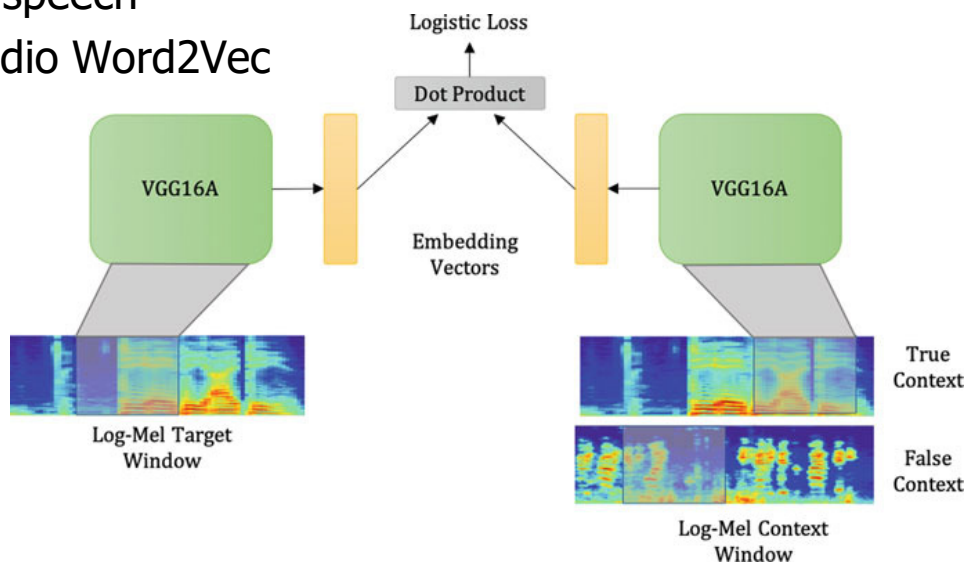 speech
dio Word2Vec
Logistic Loss
Dot Product
VGG16A
VGG16A
Embedding
Vectors
True
Context
Log-Mel Target
Window
False
Context
Log-Mel Context
Window